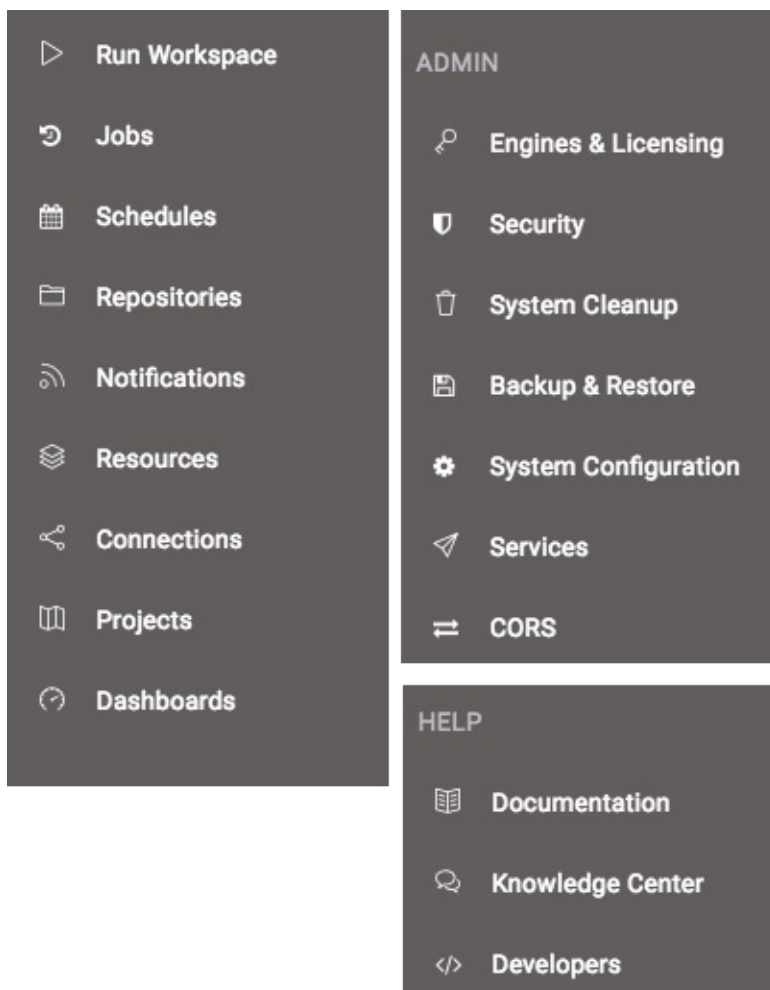 Run Workspace
Jobs
Schedules
Repositories
Notifications
Resources
Connections
Projects
Dashboards
ADMIN
Engines & Licensing
Security
System Cleanup
Backup & Restore
System Configuration
Services
CORS
HELP
Documentation
Knowledge Center
Developers